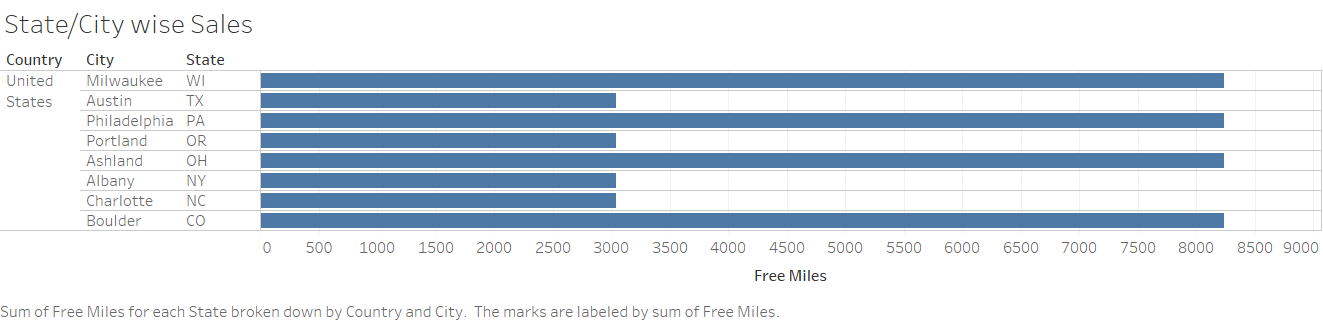 State/City wise Sales
Country City State
United Milwaukee WI
States Austin TX
Philadelphia PA
Portland OR
Ashland OH
Albany NY
Charlotte NC
Boulder CO
0 500 1000 1500 2000 2500 3000 3500 4000 4500 5000 5500 6000 6500 7000 7500 8000 8500 9000
Free Miles
Sum of Free Miles for each State broken down by Country and City. The marks are labeled by sum of Free Miles.